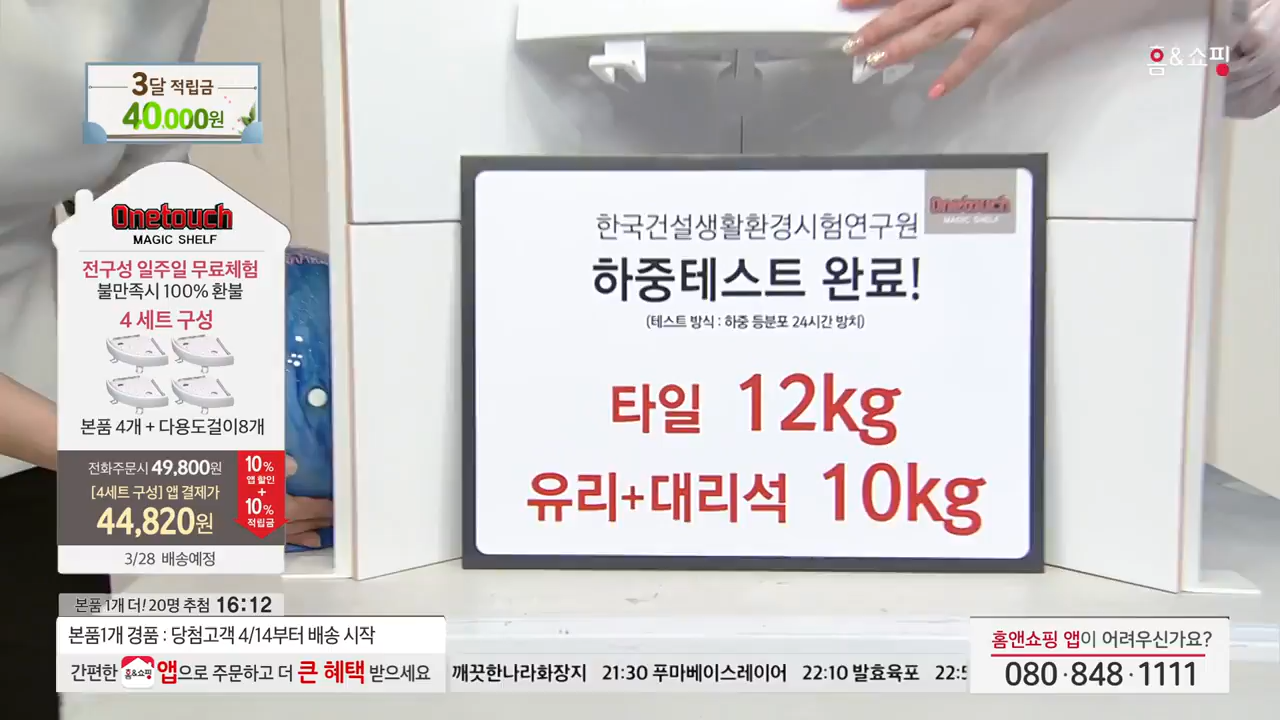 홈&쇼핑
3달 적립금
40,000원
Onetouch
MAGIC SHELF
전구성 일주일 무료체험
불만족시 100% 환불
4 세트 구성
본품 4개 + 다용도걸이8개
전화주문시 49,800원
[4세트 구성] 앱 결제가
44,820원
10%
앱 할인
+
10%
적립금
3/28 배송예정
Onetouch
MAGIC SHELF
한국건설생활환경시험연구원
하중테스트 완료!
(테스트 방식 : 하중 등분포 24시간 방치)
타일 12kg
유리+대리석 10kg
본품 1개 더! 20명 추첨 16:12
본품1개 경품 : 당첨고객 4/14부터 배송 시작
간편한 홈&쇼핑 앱으로 주문하고 더 큰 혜택 받으세요
깨끗한나라화장지 21:30 푸마베이스레이어 22:10 발효육포 22:5
홈앤쇼핑 앱이 어려우신가요?
080·848·1111